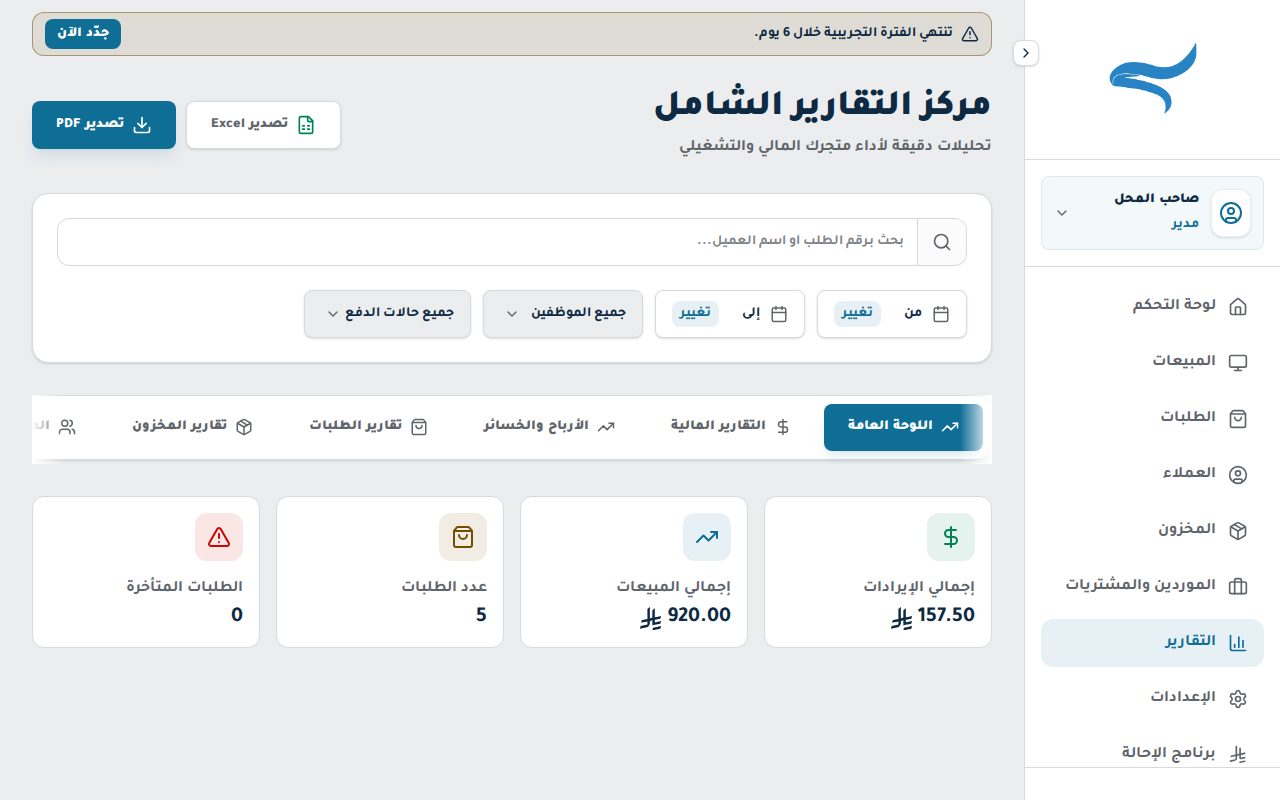 تنتهي الفترة التجريبية خلال 6 يوم.
جدّد الآن
مركز التقارير الشامل
تحليلات دقيقة لأداء متجرك المالي والتشغيلي
تصدير Excel
تصدير PDF
بحث برقم الطلب او اسم العميل...
من
تغيير
إلى
تغيير
جميع الموظفين
جميع حالات الدفع
اللوحة العامة
التقارير المالية
الأرباح والخسائر
تقارير الطلبات
تقارير المخزون
إجمالي الإيرادات
157.50
إجمالي المبيعات
920.00
عدد الطلبات
5
الطلبات المتأخرة
0
صاحب المحل
مدير
لوحة التحكم
المبيعات
الطلبات
العملاء
المخزون
الموردين والمشتريات
التقارير
الإعدادات
برنامج الإحالة